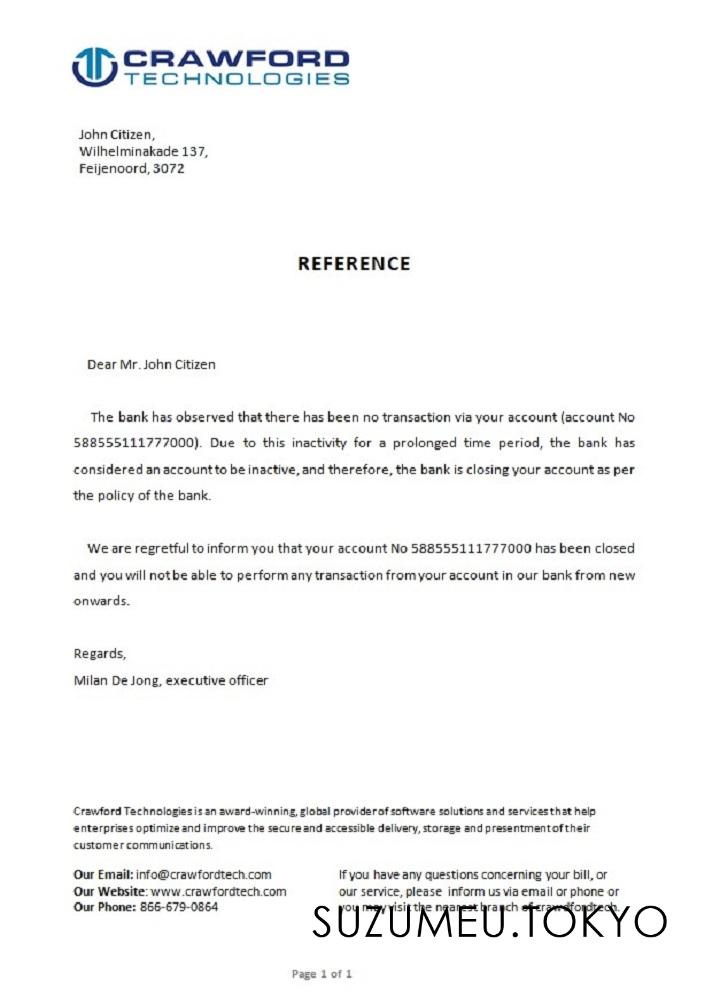 CRAWFORD
TECHNOLOGIES
John Citizen,
Wilhelminakade 137,
Feijenoord, 3072
REFERENCE
Dear Mr. John Citizen
The bank has observed that there has been no transaction via your account (account No
588555111777000). Due to this inactivity for a prolonged time period, the bank has
considered an account to be inactive, and therefore, the bank is closing your account as per
the policy of the bank.
We are regretful to inform you that your account No 588555111777000 has been closed
and you will not be able to perform any transaction from your account in our bank from new
onwards.
Regards,
Milan De Jong, executive officer
Crawford Technologies is an award-winning, global provider of software solutions and services that help
enterprises optimize and improve the secure and accessible delivery, storage and presentment of their
customer communications.
Our Email: info@crawfordtech.com
Our Website: www.crawfordtech.com
Our Phone: 866-679-0864
If you have any questions concerning your bill, or
our service, please inform us via email or phone or
you may visit the nearest branch of crawdfordtech.
SUZUMEU.TOKYO
Page 1 of 1